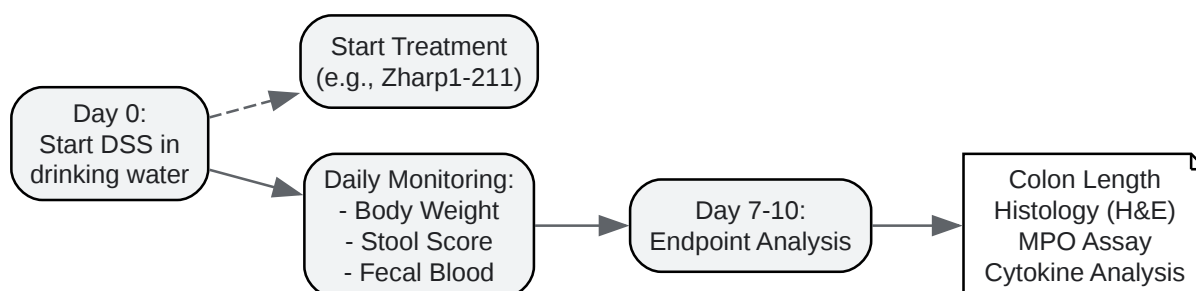 Start Treatment
(e.g., Zharp1-211)
Day 0:
Start DSS in
drinking water
Daily Monitoring:
- Body Weight
- Stool Score
- Fecal Blood
Day 7-10:
Endpoint Analysis
Colon Length
Histology (H&E)
MPO Assay
Cytokine Analysis